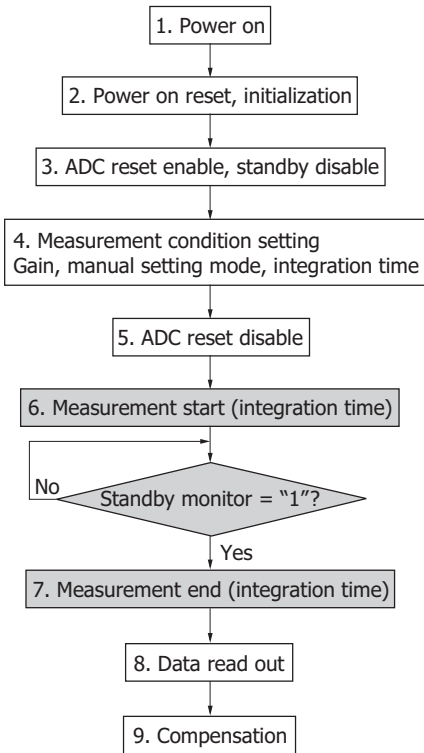 1. Power on
2. Power on reset, initialization
3. ADC reset enable, standby disable
4. Measurement condition setting
Gain, manual setting mode, integration time
5. ADC reset disable
6. Measurement start (integration time)
No
Standby monitor = “1”?
Yes
7. Measurement end (integration time)
8. Data read out
9. Compensation